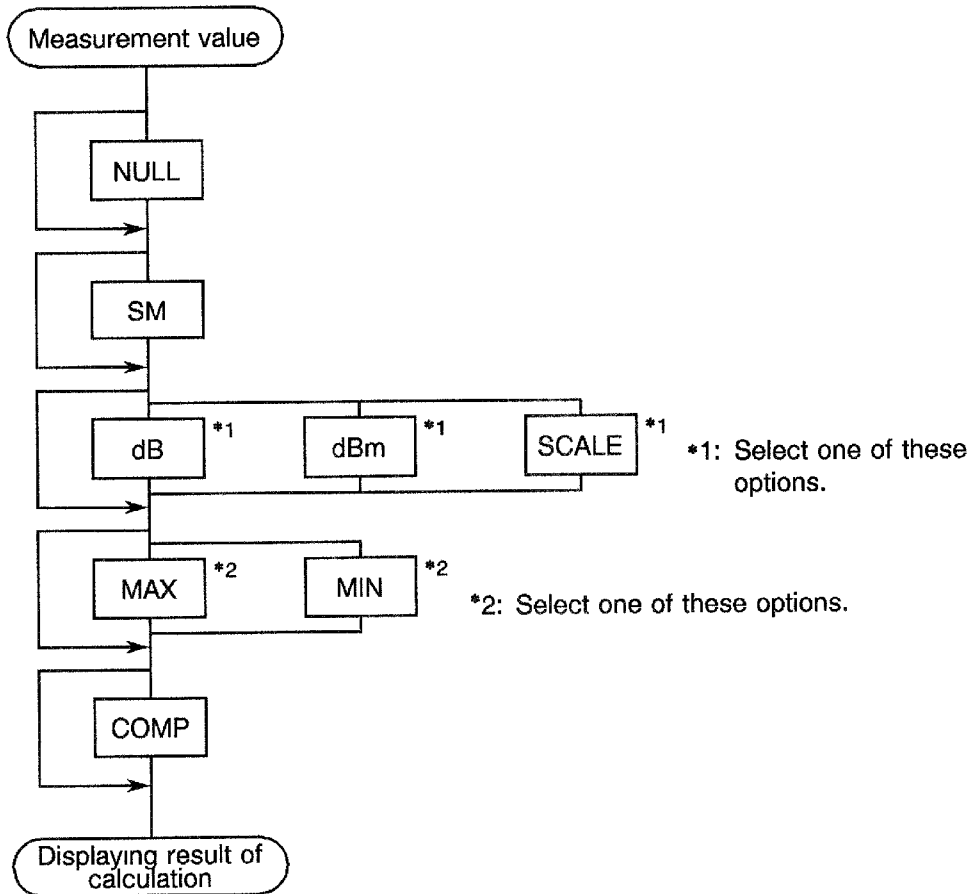 Measurement value
NULL
SM
dB *1 dBm *1 SCALE *1
*1: Select one of these
options.
MAX *2 MIN *2
*2: Select one of these options.
COMP
Displaying result of
calculation